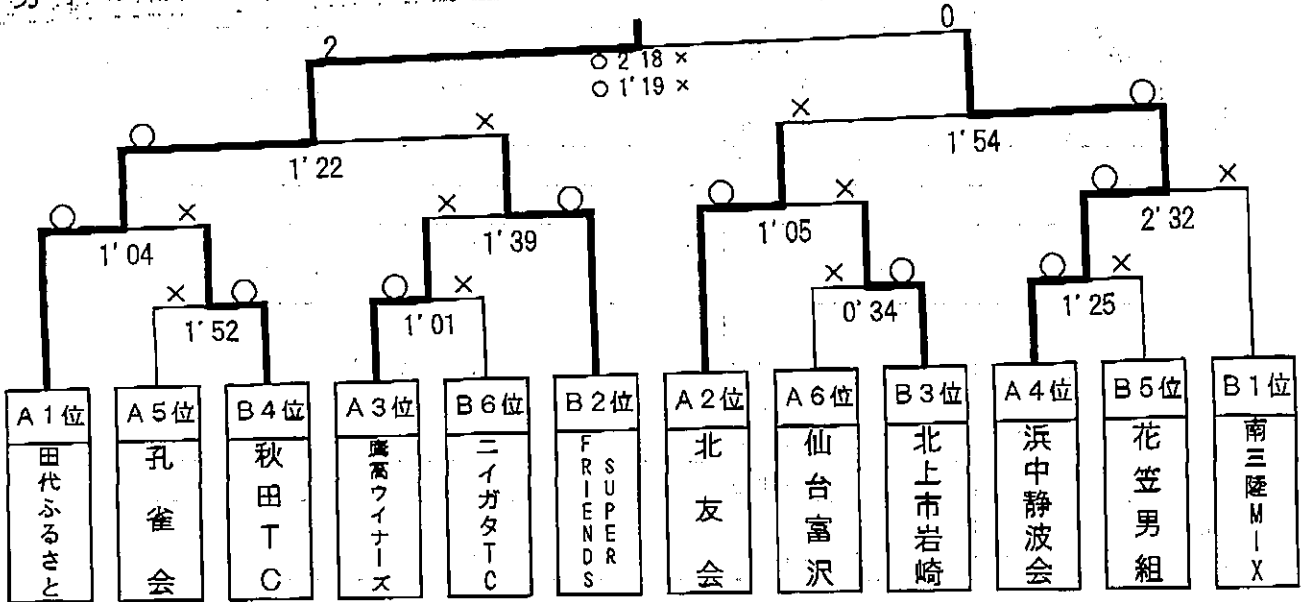 2
0
○ 2'18 ×
○ 1'19 ×
○
×
1'22
×
○
1'54
○
×
1'04
×
○
1'39
○
×
1'05
○
×
2'32
×
○
1'52
○
×
1'01
×
○
0'34
○
×
1'25
A1位
A5位
B4位
A3位
B6位
B2位
A2位
A6位
B3位
A4位
B5位
B1位
田代ふるさと
孔雀会
秋田TC
鷹高ウイナーズ
ニイガタTC
SUPER
FRIENDS
北友会
仙台富沢
北上市岩崎
浜中静波会
花笠男組
南三陸MIX